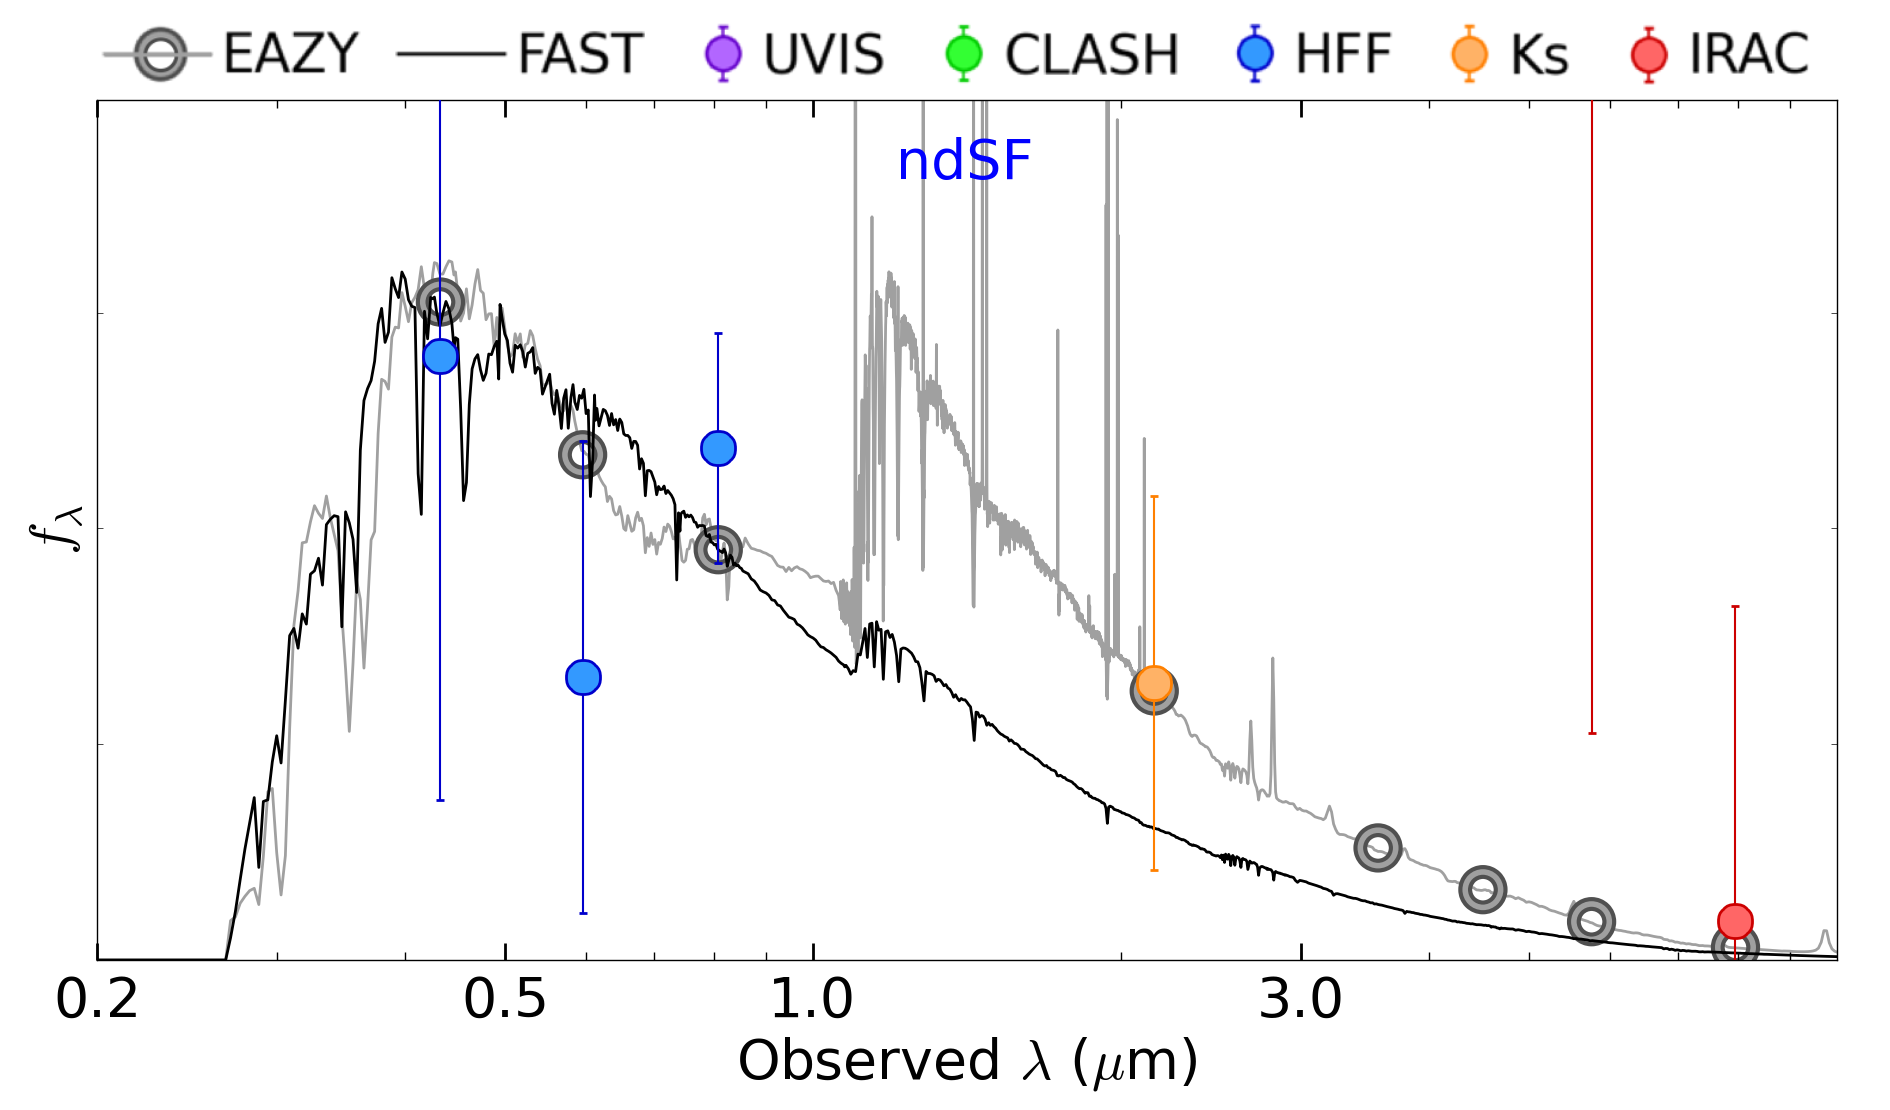 EAZY FAST UVIS CLASH HFF Ks IRAC
ndSF
f_λ
0.2 0.5 1.0 3.0
Observed λ (μm)